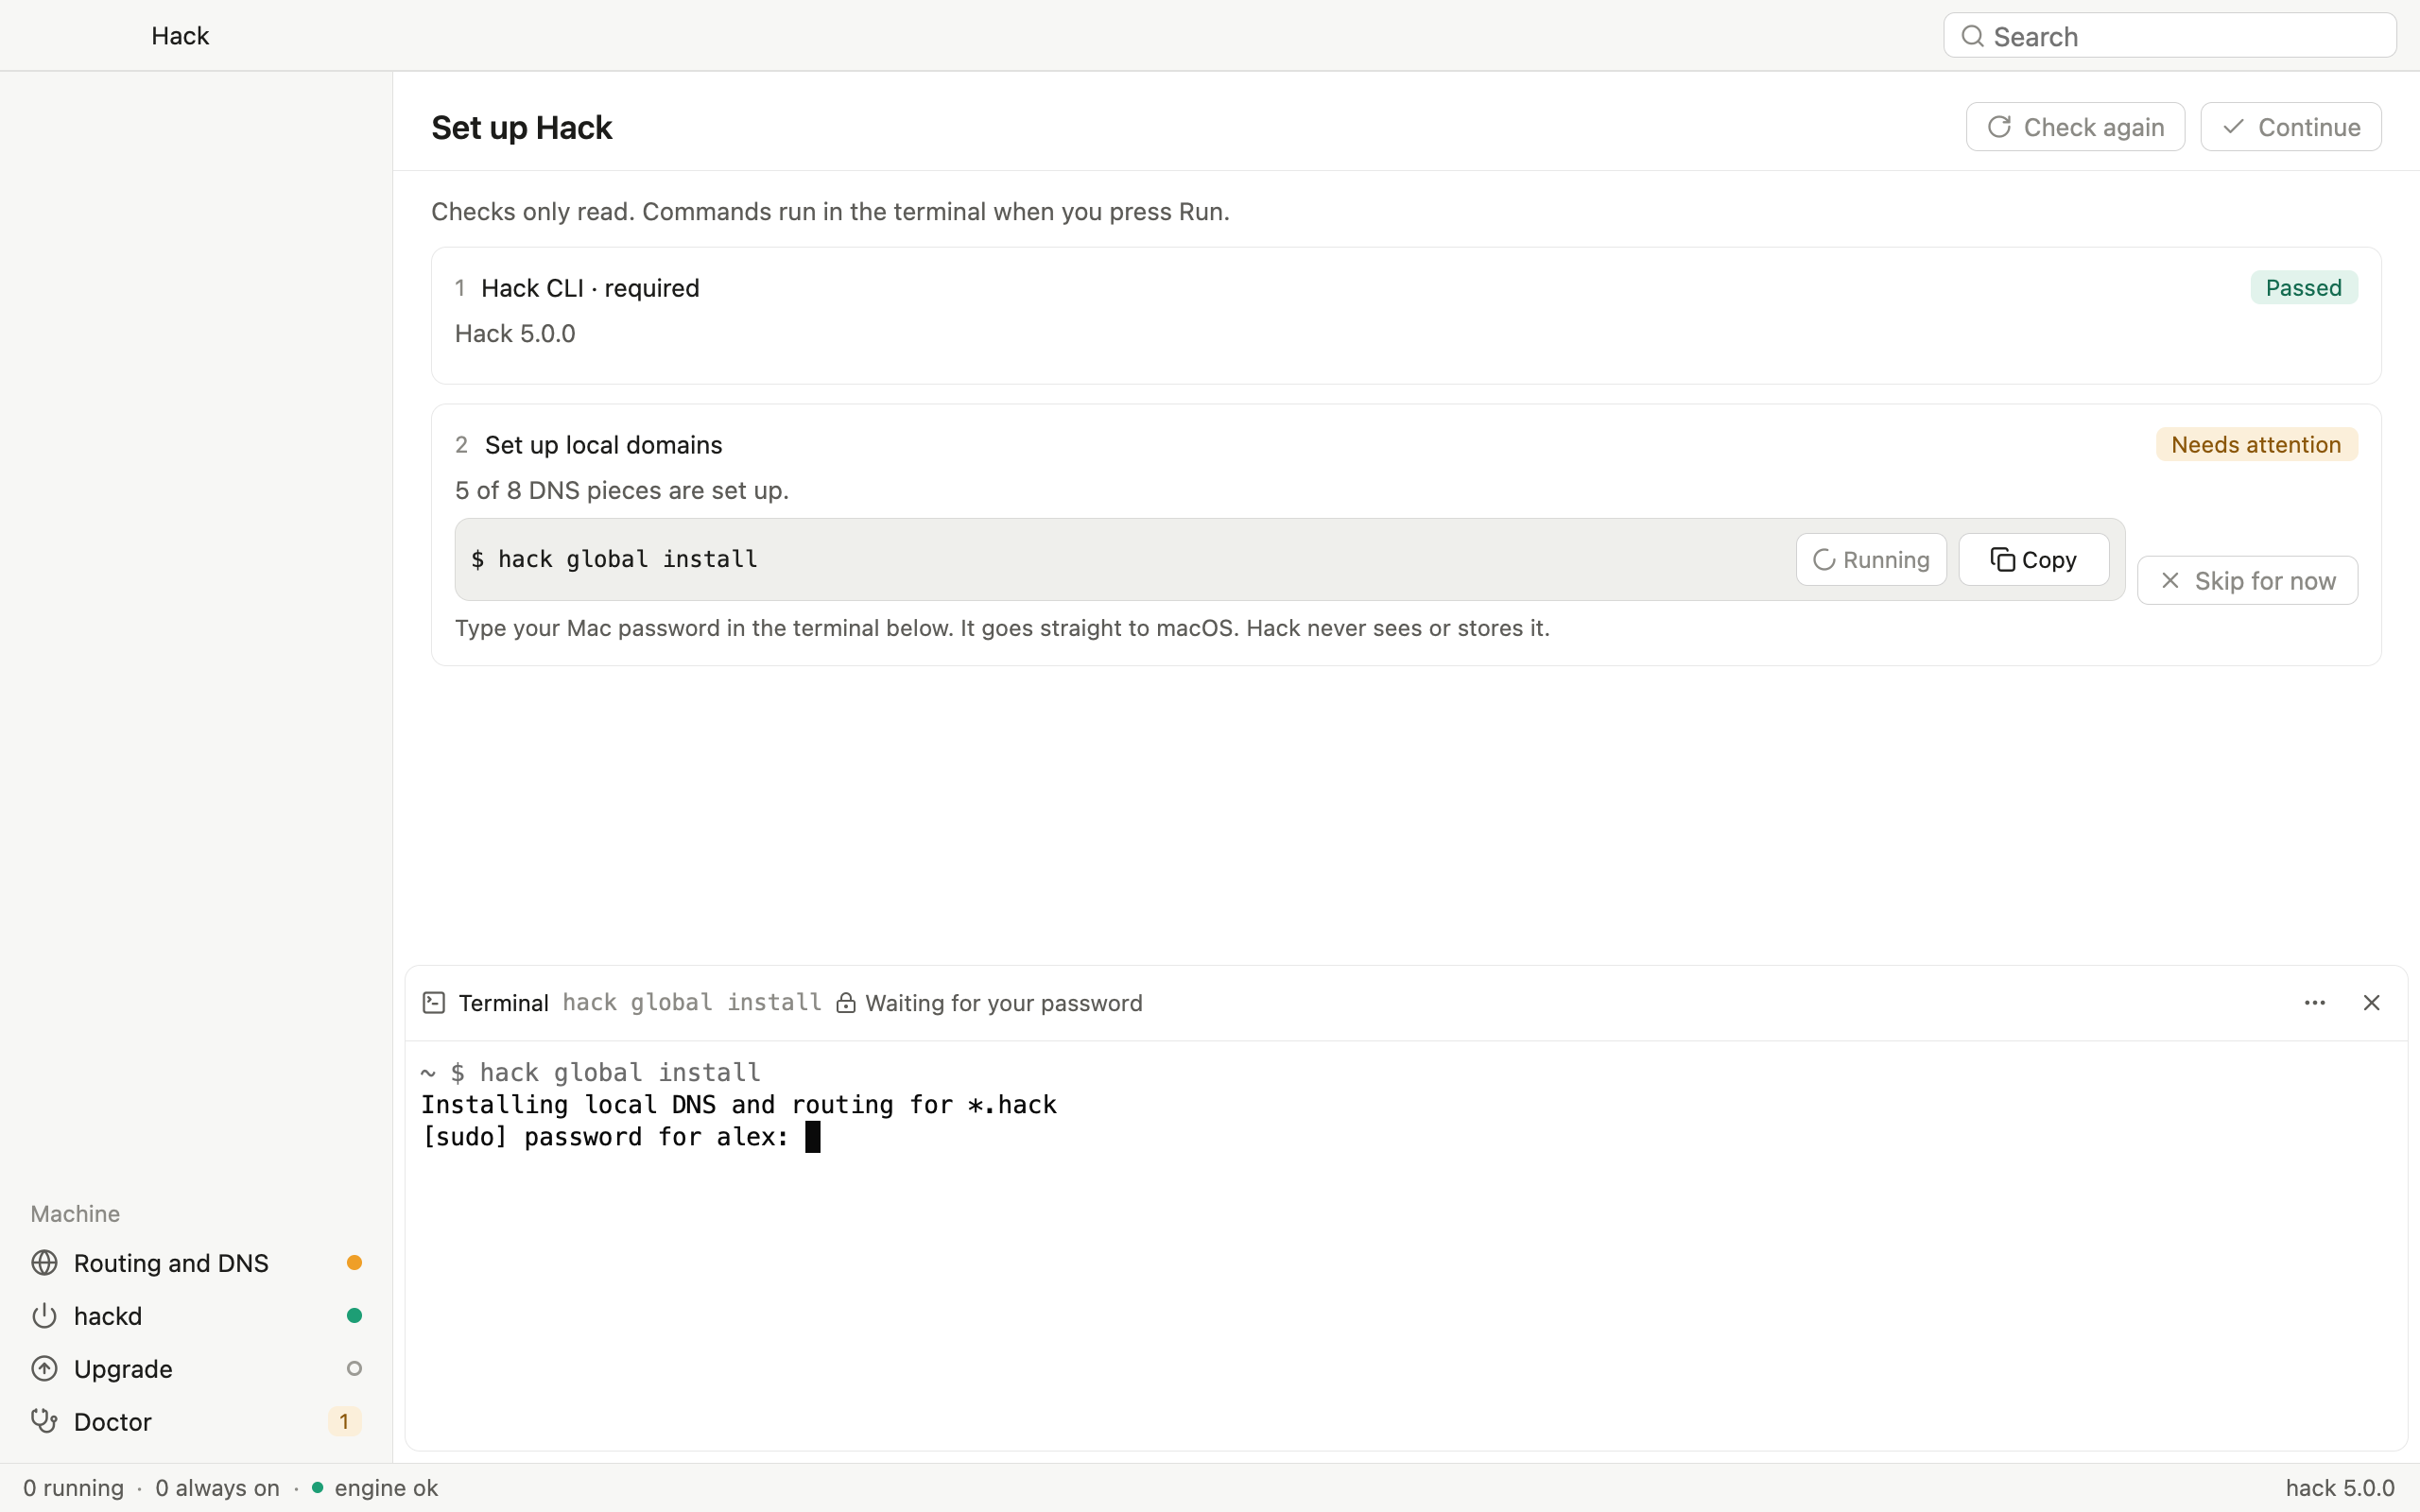 Hack
Search
Set up Hack
Check again
Continue
Checks only read. Commands run in the terminal when you press Run.
1 Hack CLI · required
Passed
Hack 5.0.0
2 Set up local domains
Needs attention
5 of 8 DNS pieces are set up.
$ hack global install
Running
Copy
Skip for now
Type your Mac password in the terminal below. It goes straight to macOS. Hack never sees or stores it.
Terminal hack global install Waiting for your password
~ $ hack global install
Installing local DNS and routing for *.hack
[sudo] password for alex:
Machine
Routing and DNS
hackd
Upgrade
Doctor 1
0 running · 0 always on · engine ok
hack 5.0.0